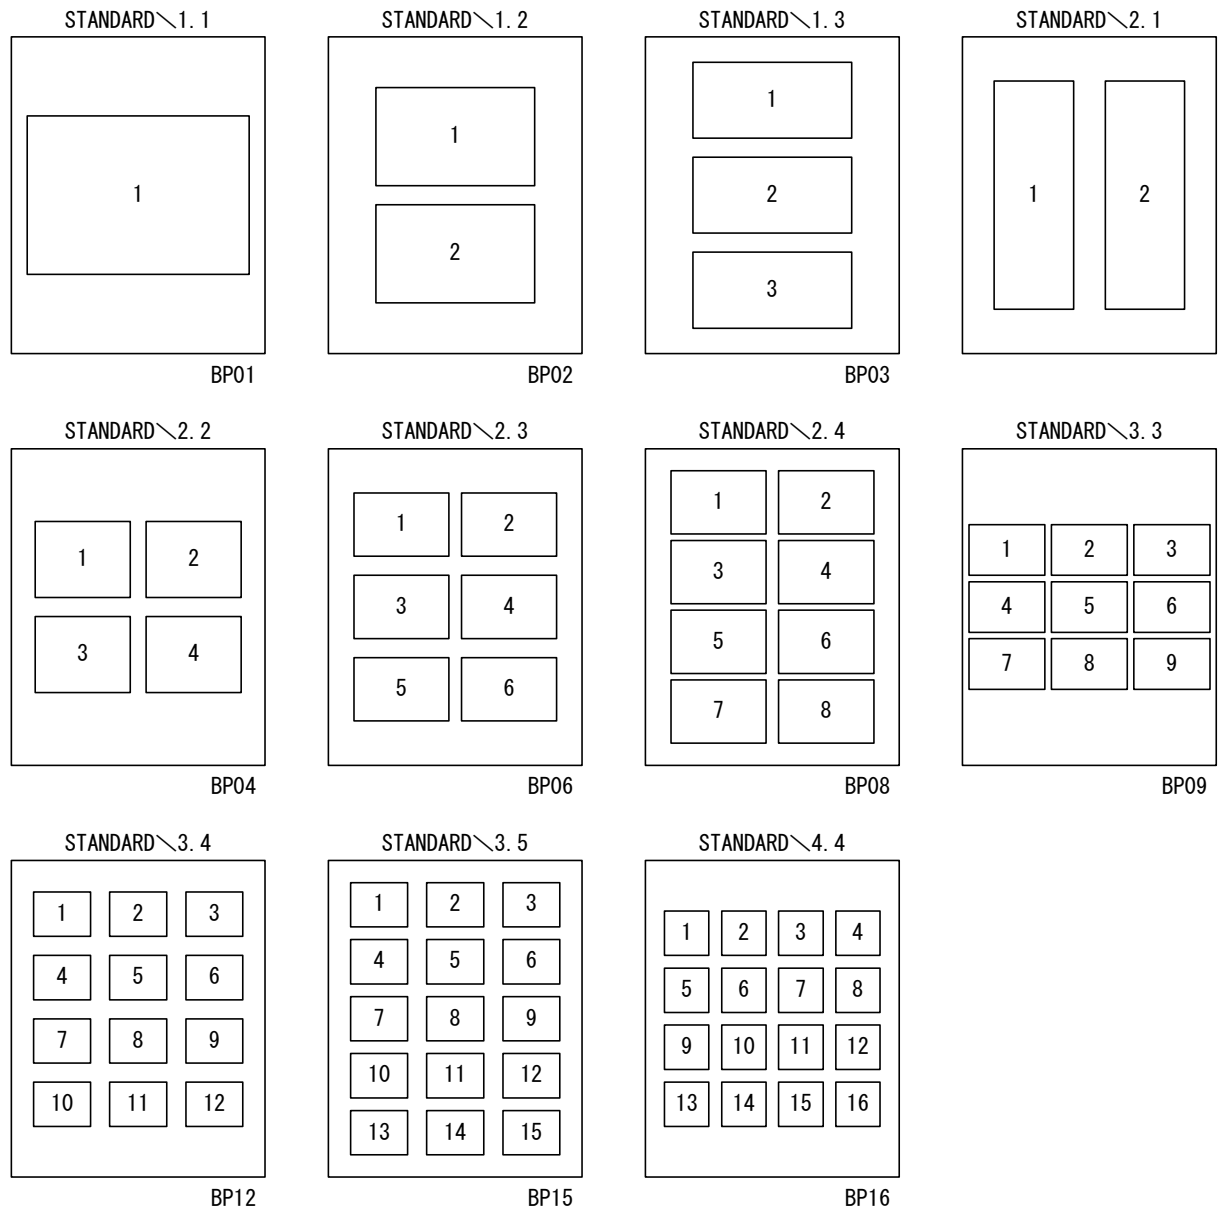 STANDARD\1.1 STANDARD\1.2 STANDARD\1.3 STANDARD\2.1
1 1 1 1 2
2 2
3
BP01 BP02 BP03
STANDARD\2.2 STANDARD\2.3 STANDARD\2.4 STANDARD\3.3
1 2 1 2 1 2 1 2 3
3 4 3 4 3 4 4 5 6
5 6 5 6 7 8 9
7 8
BP04 BP06 BP08 BP09
STANDARD\3.4 STANDARD\3.5 STANDARD\4.4
1 2 3 1 2 3 1 2 3 4
4 5 6 4 5 6 5 6 7 8
7 8 9 7 8 9 9 10 11 12
10 11 12 10 11 12 13 14 15 16
13 14 15
BP12 BP15 BP16